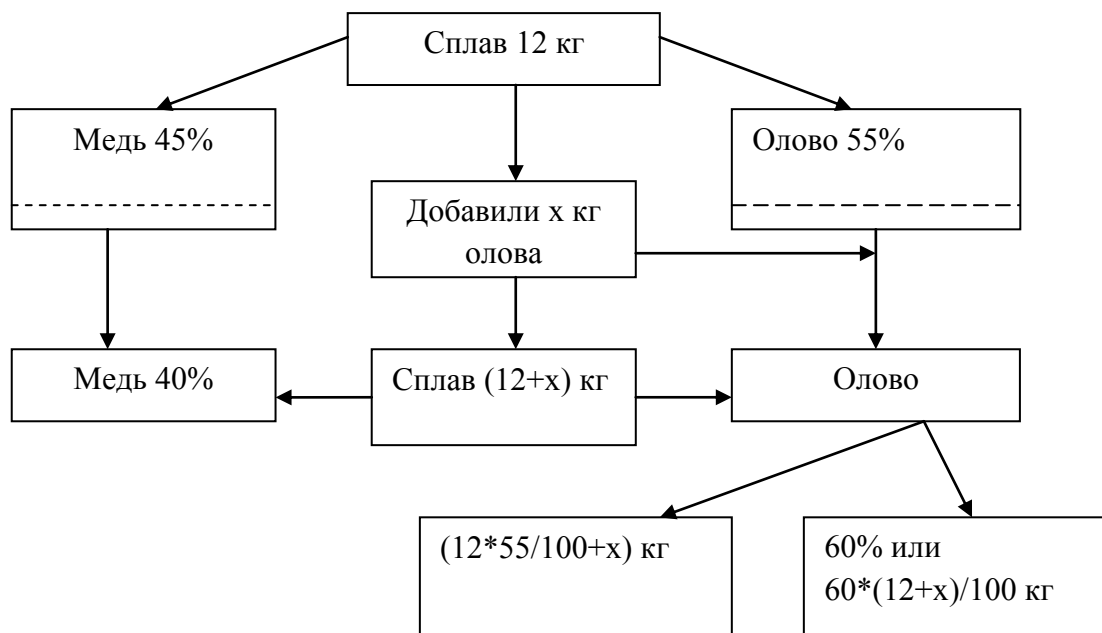 Сплав 12 кг
Медь 45%
Олово 55%
Добавили x кг
олова
Медь 40%
Сплав (12+x) кг
Олово
(12*55/100+x) кг
60% или
60*(12+x)/100 кг